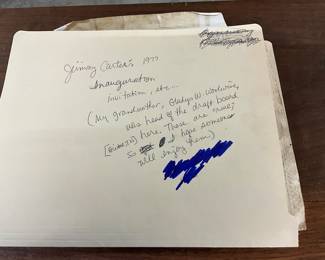 Jimmy Carter's 1977
Inauguration
invitation, etc...
(My grandmother, Gladys W.
was head of the draft board
here. These are "rare"
so I hope someone
will enjoy them)